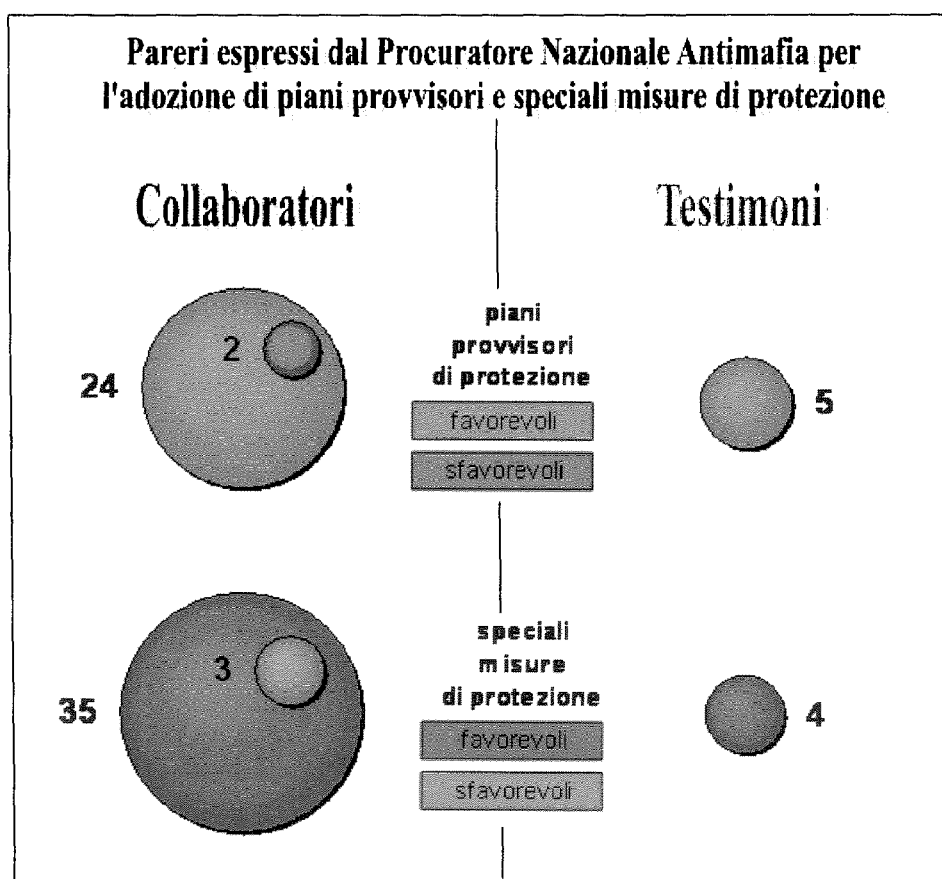 Pareri espressi dal Procuratore Nazionale Antimafia per
l'adozione di piani provvisori e speciali misure di protezione
Collaboratori
Testimoni
24
2
piani
provvisori
di protezione
favorevoli
sfavorevoli
5
35
3
speciali
misure
di protezione
favorevoli
sfavorevoli
4